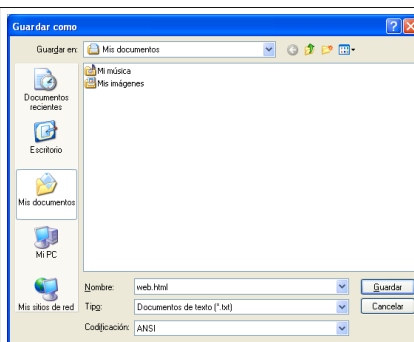 Guardar como
Guardar en:
Mis documentos
Mi música
Mis imágenes
Documentos
recientes
Escritorio
Mis documentos
Mi PC
Mis sitios de red
Nombre:
web.html
Guardar
Tipo:
Documentos de texto (*.txt)
Cancelar
Codificación:
ANSI